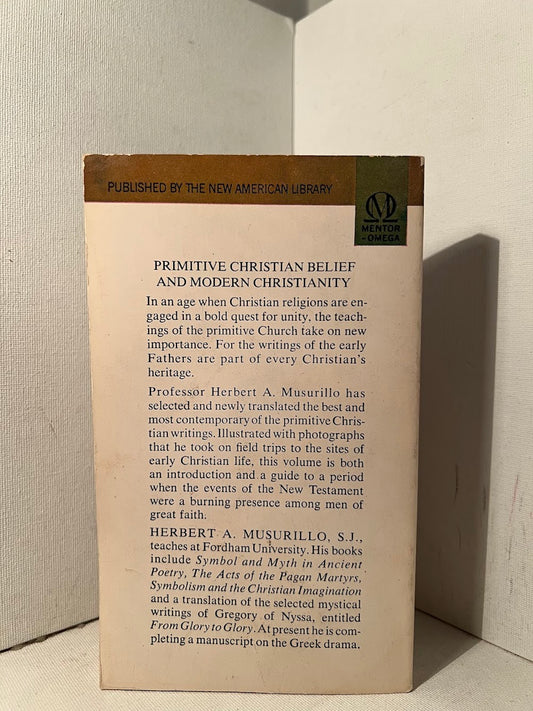 PUBLISHED BY THE NEW AMERICAN LIBRARY
MENTOR
-OMEGA
PRIMITIVE CHRISTIAN BELIEF
AND MODERN CHRISTIANITY
In an age when Christian religions are en-
gaged in a bold quest for unity, the teach-
ings of the primitive Church take on new
importance. For the writings of the early
Fathers are part of every Christian's
heritage.
Professor Herbert A. Musurillo has
selected and newly translated the best and
most contemporary of the primitive Chris-
tian writings. Illustrated with photographs
that he took on field trips to the sites of
early Christian life, this volume is both
an introduction and a guide to a period
when the events of the New Testament
were a burning presence among men of
great faith.
HERBERT A. MUSURILLO, S.J.,
teaches at Fordham University. His books
include Symbol and Myth in Ancient
Poetry, The Acts of the Pagan Martyrs,
Symbolism and the Christian Imagination
and a translation of the selected mystical
writings of Gregory of Nyssa, entitled
From Glory to Glory. At present he is com-
pleting a manuscript on the Greek drama.